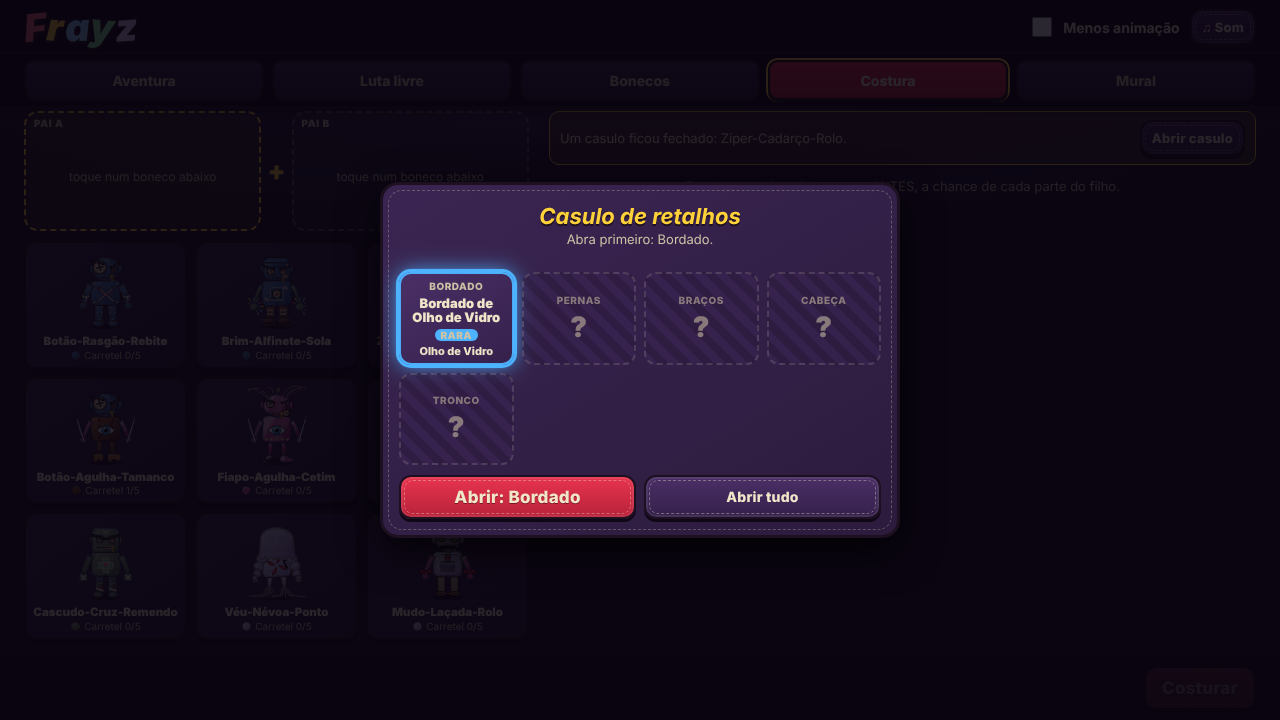 Frayz
Menos animação
♫ Som
Aventura
Luta livre
Bonecos
Costura
Mural
PAI A
toque num boneco abaixo
+
PAI B
toque num boneco abaixo
Um casulo ficou fechado: Zíper-Cadarço-Rolo.
Abrir casulo
TES, a chance de cada parte do filho.
Casulo de retalhos
Abra primeiro: Bordado.
BORDADO
Bordado de
Olho de Vidro
RARA
Olho de Vidro
PERNAS
?
BRAÇOS
?
CABEÇA
?
TRONCO
?
Abrir: Bordado
Abrir tudo
Botão-Rasgão-Rebite
Carretel 0/5
Brim-Alfinete-Sola
Carretel 0/5
Botão-Agulha-Tamanco
Carretel 1/5
Fiapo-Agulha-Cetim
Carretel 0/5
Cascudo-Cruz-Remendo
Carretel 0/5
Véu-Névoa-Ponto
Carretel 0/5
Mudo-Laçada-Rolo
Carretel 0/5
Costurar